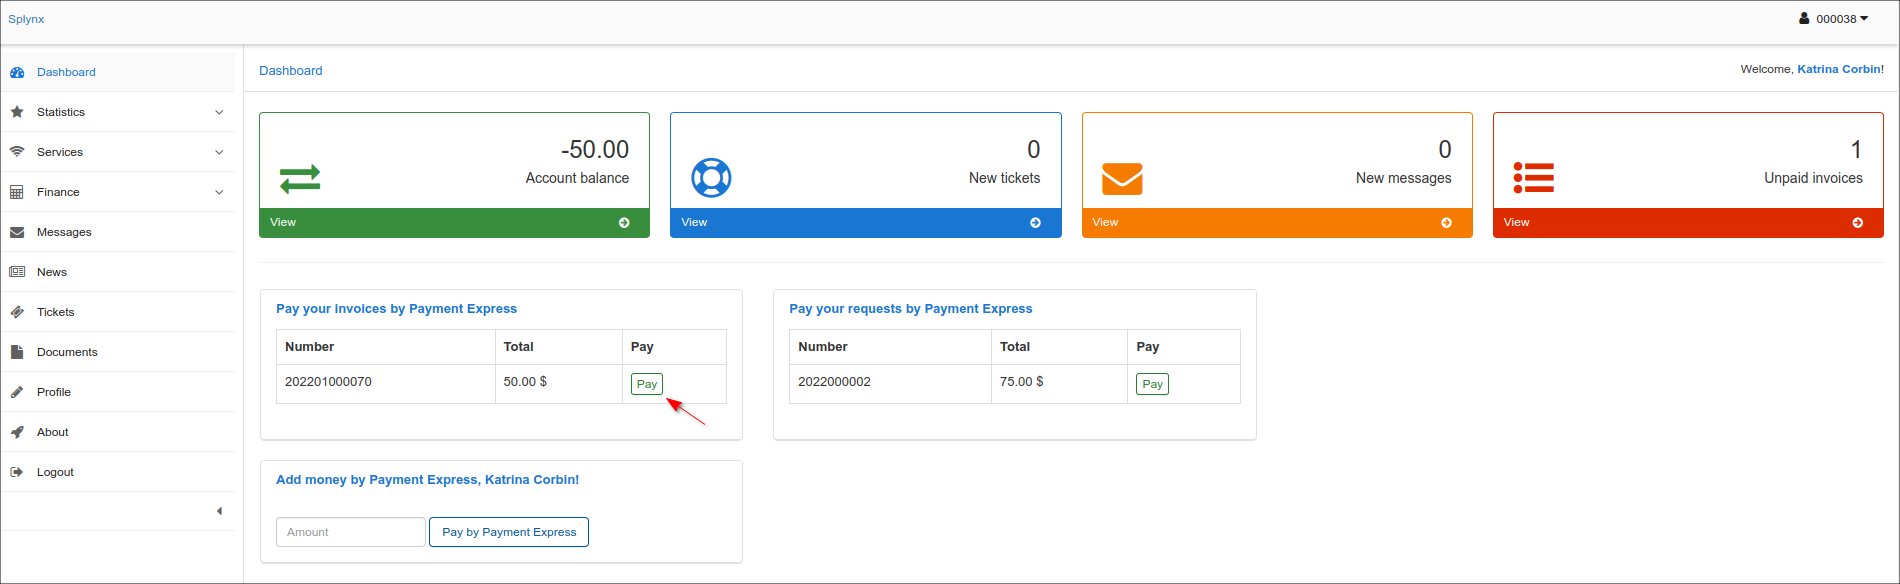 Splynx
000038
Dashboard
Statistics
Services
Finance
Messages
News
Tickets
Documents
Profile
About
Logout
Dashboard
Welcome, Katrina Corbin!
-50.00
Account balance
View
0
New tickets
View
0
New messages
View
1
Unpaid invoices
View
Pay your invoices by Payment Express
Number Total Pay
202201000070 50.00 $ Pay
Pay your requests by Payment Express
Number Total Pay
2022000002 75.00 $ Pay
Add money by Payment Express, Katrina Corbin!
Amount Pay by Payment Express